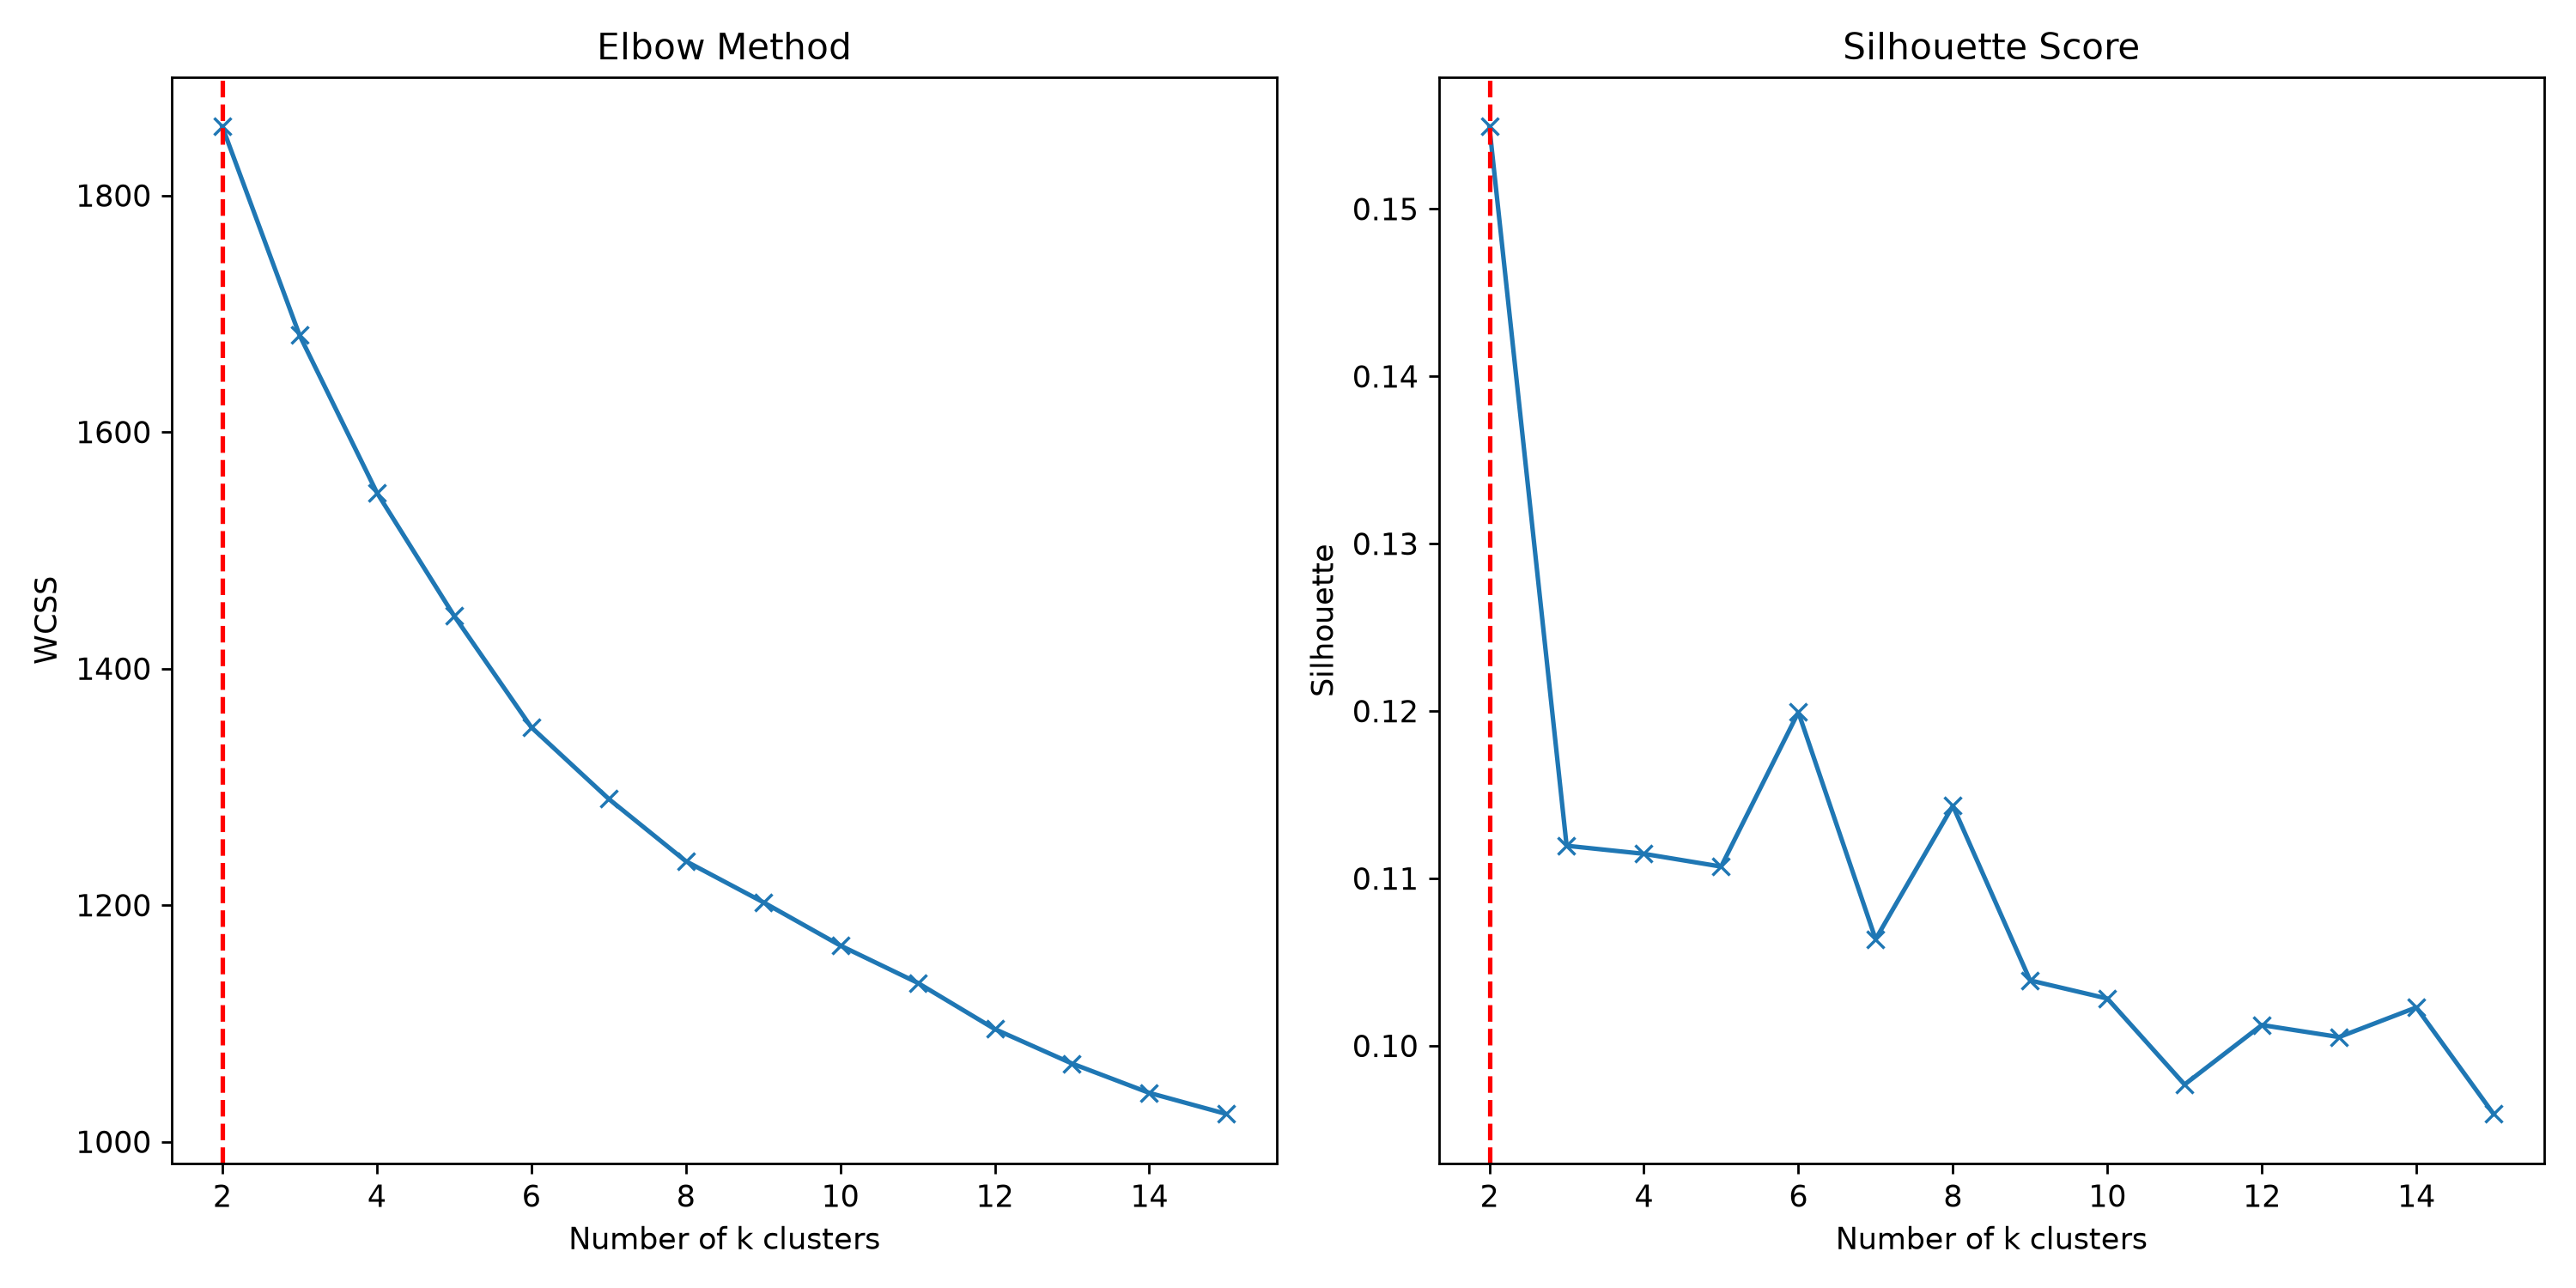 Elbow Method
WCSS
1800
1600
1400
1200
1000
2 4 6 8 10 12 14
Number of k clusters
Silhouette Score
Silhouette
0.15
0.14
0.13
0.12
0.11
0.10
2 4 6 8 10 12 14
Number of k clusters